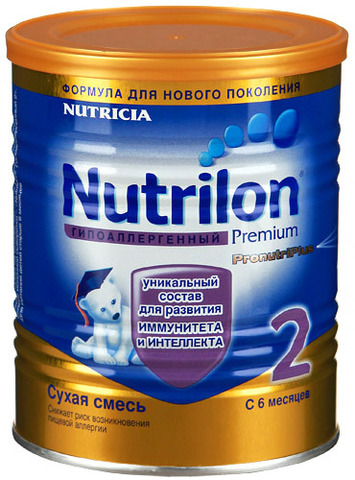 ФОРМУЛА ДЛЯ НОВОГО ПОКОЛЕНИЯ
NUTRICIA
Nutrilon
ГИПОАЛЛЕРГЕННЫЙ
Premium
PronutriPlus
УНИКАЛЬНЫЙ
СОСТАВ
ДЛЯ РАЗВИТИЯ
ИММУНИТЕТА
И ИНТЕЛЛЕКТА
2
Сухая смесь
С 6 месяцев
Снижает риск возникновения
пищевой аллергии